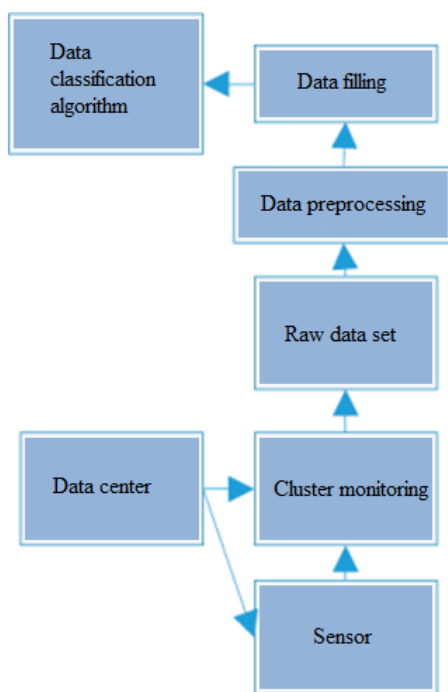 Data
classification
algorithm
Data filling
Data preprocessing
Raw data set
Data center
Cluster monitoring
Sensor